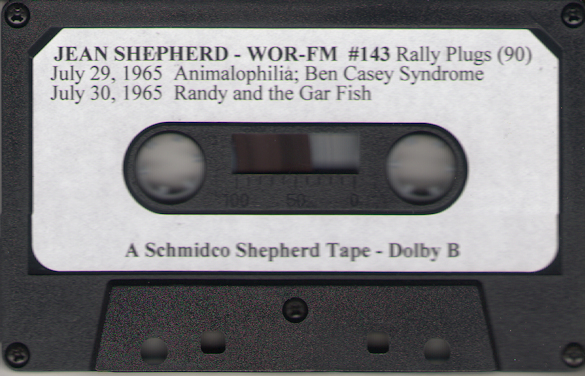 JEAN SHEPHERD - WOR-FM #143 Rally Plugs (90)
July 29, 1965 Animalophilia; Ben Casey Syndrome
July 30, 1965 Randy and the Gar Fish
100 50 0
A Schmidco Shepherd Tape - Dolby B